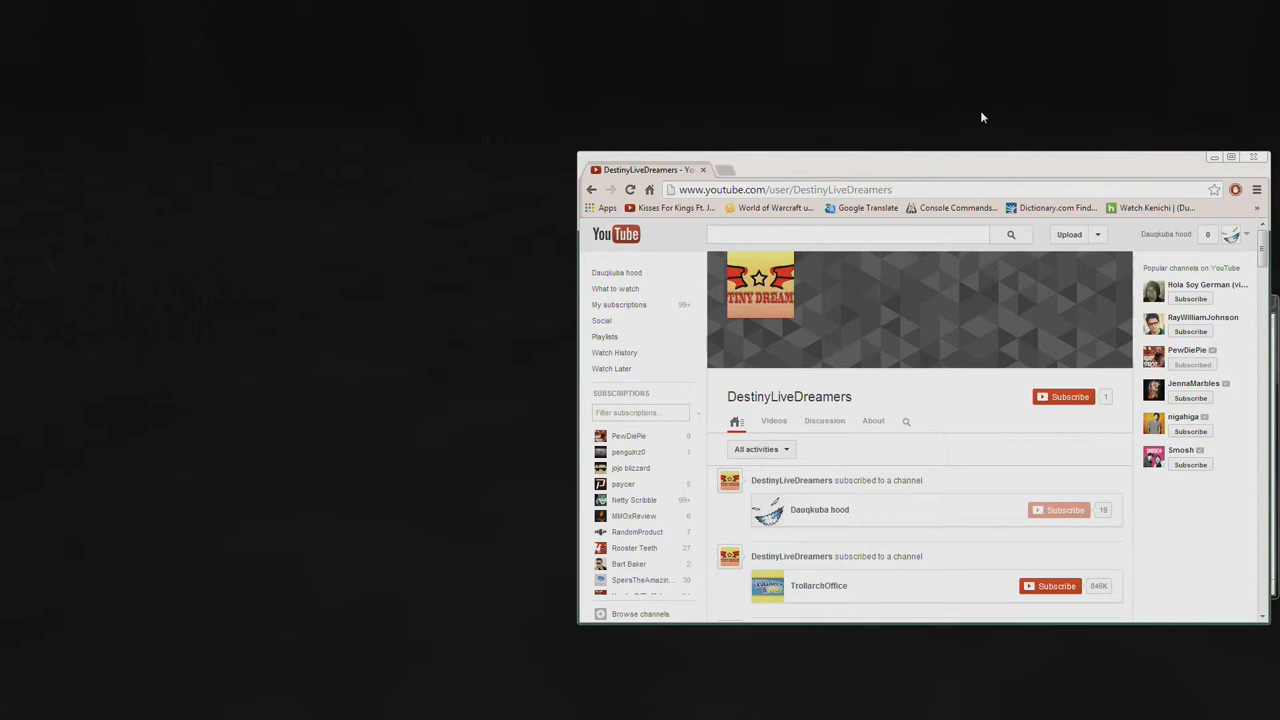 DestinyLiveDreamers - Yo
www.youtube.com/user/DestinyLiveDreamers
Apps Kisses For Kings Ft. J... World of Warcraft u... Google Translate Console Commands... Dictionary.com Find... Watch Kenichi | (Du... »
YouTube Upload Dauqkuba hood 0
Dauqkuba hood
What to watch
My subscriptions 99+
Social
Playlists
Watch History
Watch Later
SUBSCRIPTIONS
Filter subscriptions...
PewDiePie 9
penguinz0 1
jojo blizzard
paycer 5
Netty Scribble 99+
MMOxReview 6
RandomProduct 7
Rooster Teeth 27
Bart Baker 2
SpeirsTheAmazin... 30
Browse channels
TINY DREAM
DestinyLiveDreamers Subscribe 1
Videos Discussion About
All activities
DestinyLiveDreamers subscribed to a channel
Dauqkuba hood Subscribe 19
DestinyLiveDreamers subscribed to a channel
TrollarchOffice Subscribe 846K
Popular channels on YouTube
Hola Soy German (vi...
Subscribe
RayWilliamJohnson
Subscribe
PewDiePie
Subscribed
JennaMarbles
Subscribe
nigahiga
Subscribe
Smosh
Subscribe